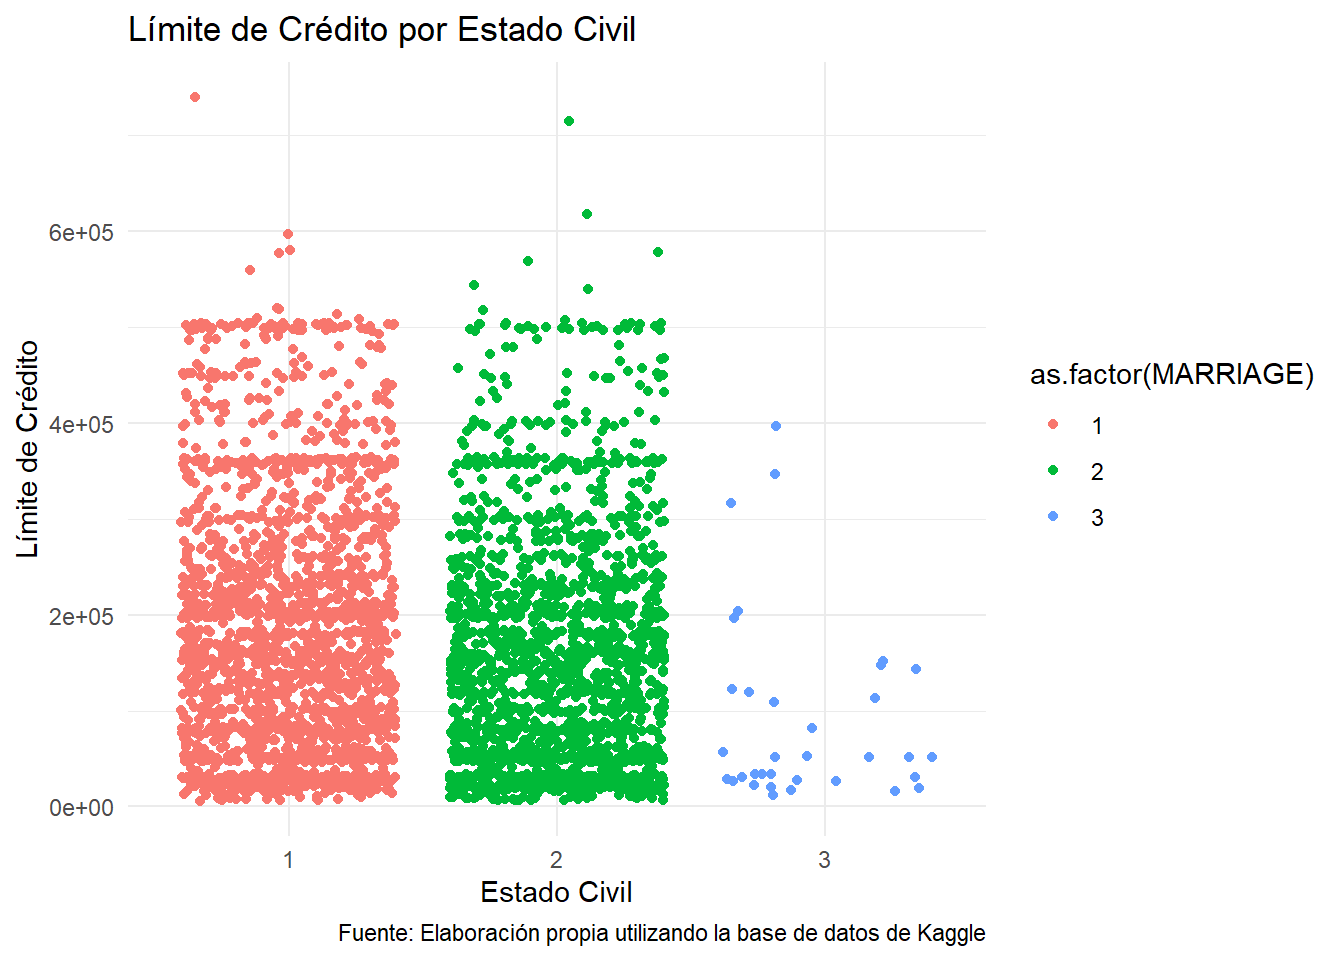 Límite de Crédito por Estado Civil
6e+05
4e+05
2e+05
0e+00
Límite de Crédito
1
2
3
Estado Civil
as.factor(MARRIAGE)
1
2
3
Fuente: Elaboración propia utilizando la base de datos de Kaggle